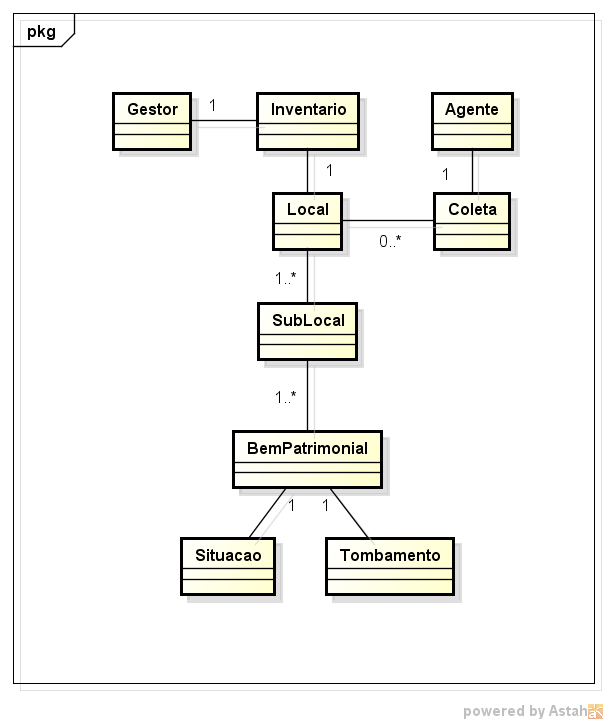 pkg
Gestor
1
Inventario
Agente
1
1
Local
0..*
Coleta
1..*
SubLocal
1..*
BemPatrimonial
1
1
Situacao
Tombamento
powered by Astah